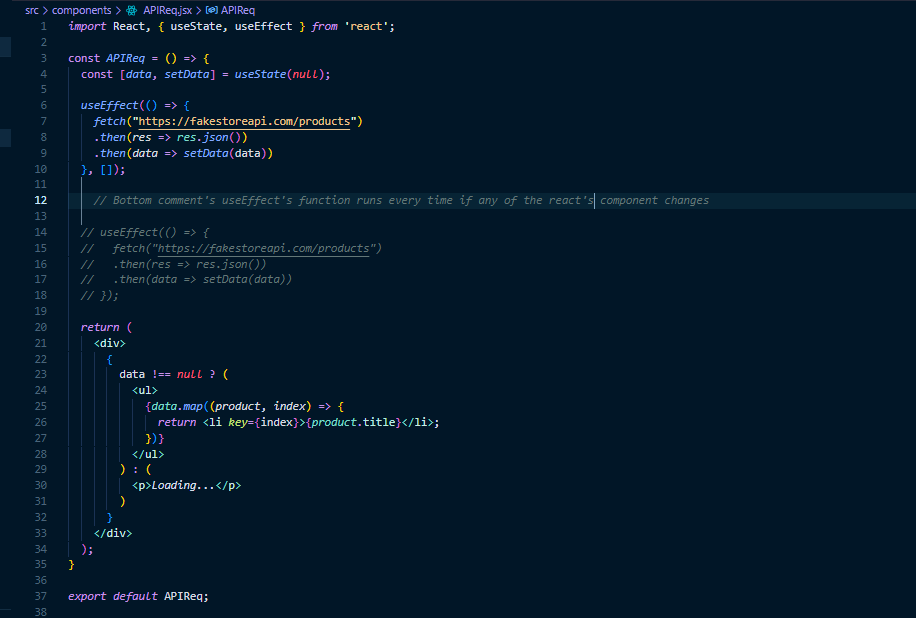 src > components > APIReq.jsx > APIReq
1 import React, { useState, useEffect } from 'react';
2
3 const APIReq = () => {
4 const [data, setData] = useState(null);
5
6 useEffect(() => {
7 fetch("https://fakestoreapi.com/products")
8 .then(res => res.json())
9 .then(data => setData(data))
10 }, []);
11
12 // Bottom comment's useEffect's function runs every time if any of the react's component changes
13
14 // useEffect(() => {
15 // fetch("https://fakestoreapi.com/products")
16 // .then(res => res.json())
17 // .then(data => setData(data))
18 // });
19
20 return (
21 <div>
22 {
23 data !== null ? (
24 <ul>
25 {data.map((product, index) => {
26 return <li key={index}>{product.title}</li>;
27 })}
28 </ul>
29 ) : (
30 <p>Loading...</p>
31 )
32 }
33 </div>
34 );
35 }
36
37 export default APIReq;
38